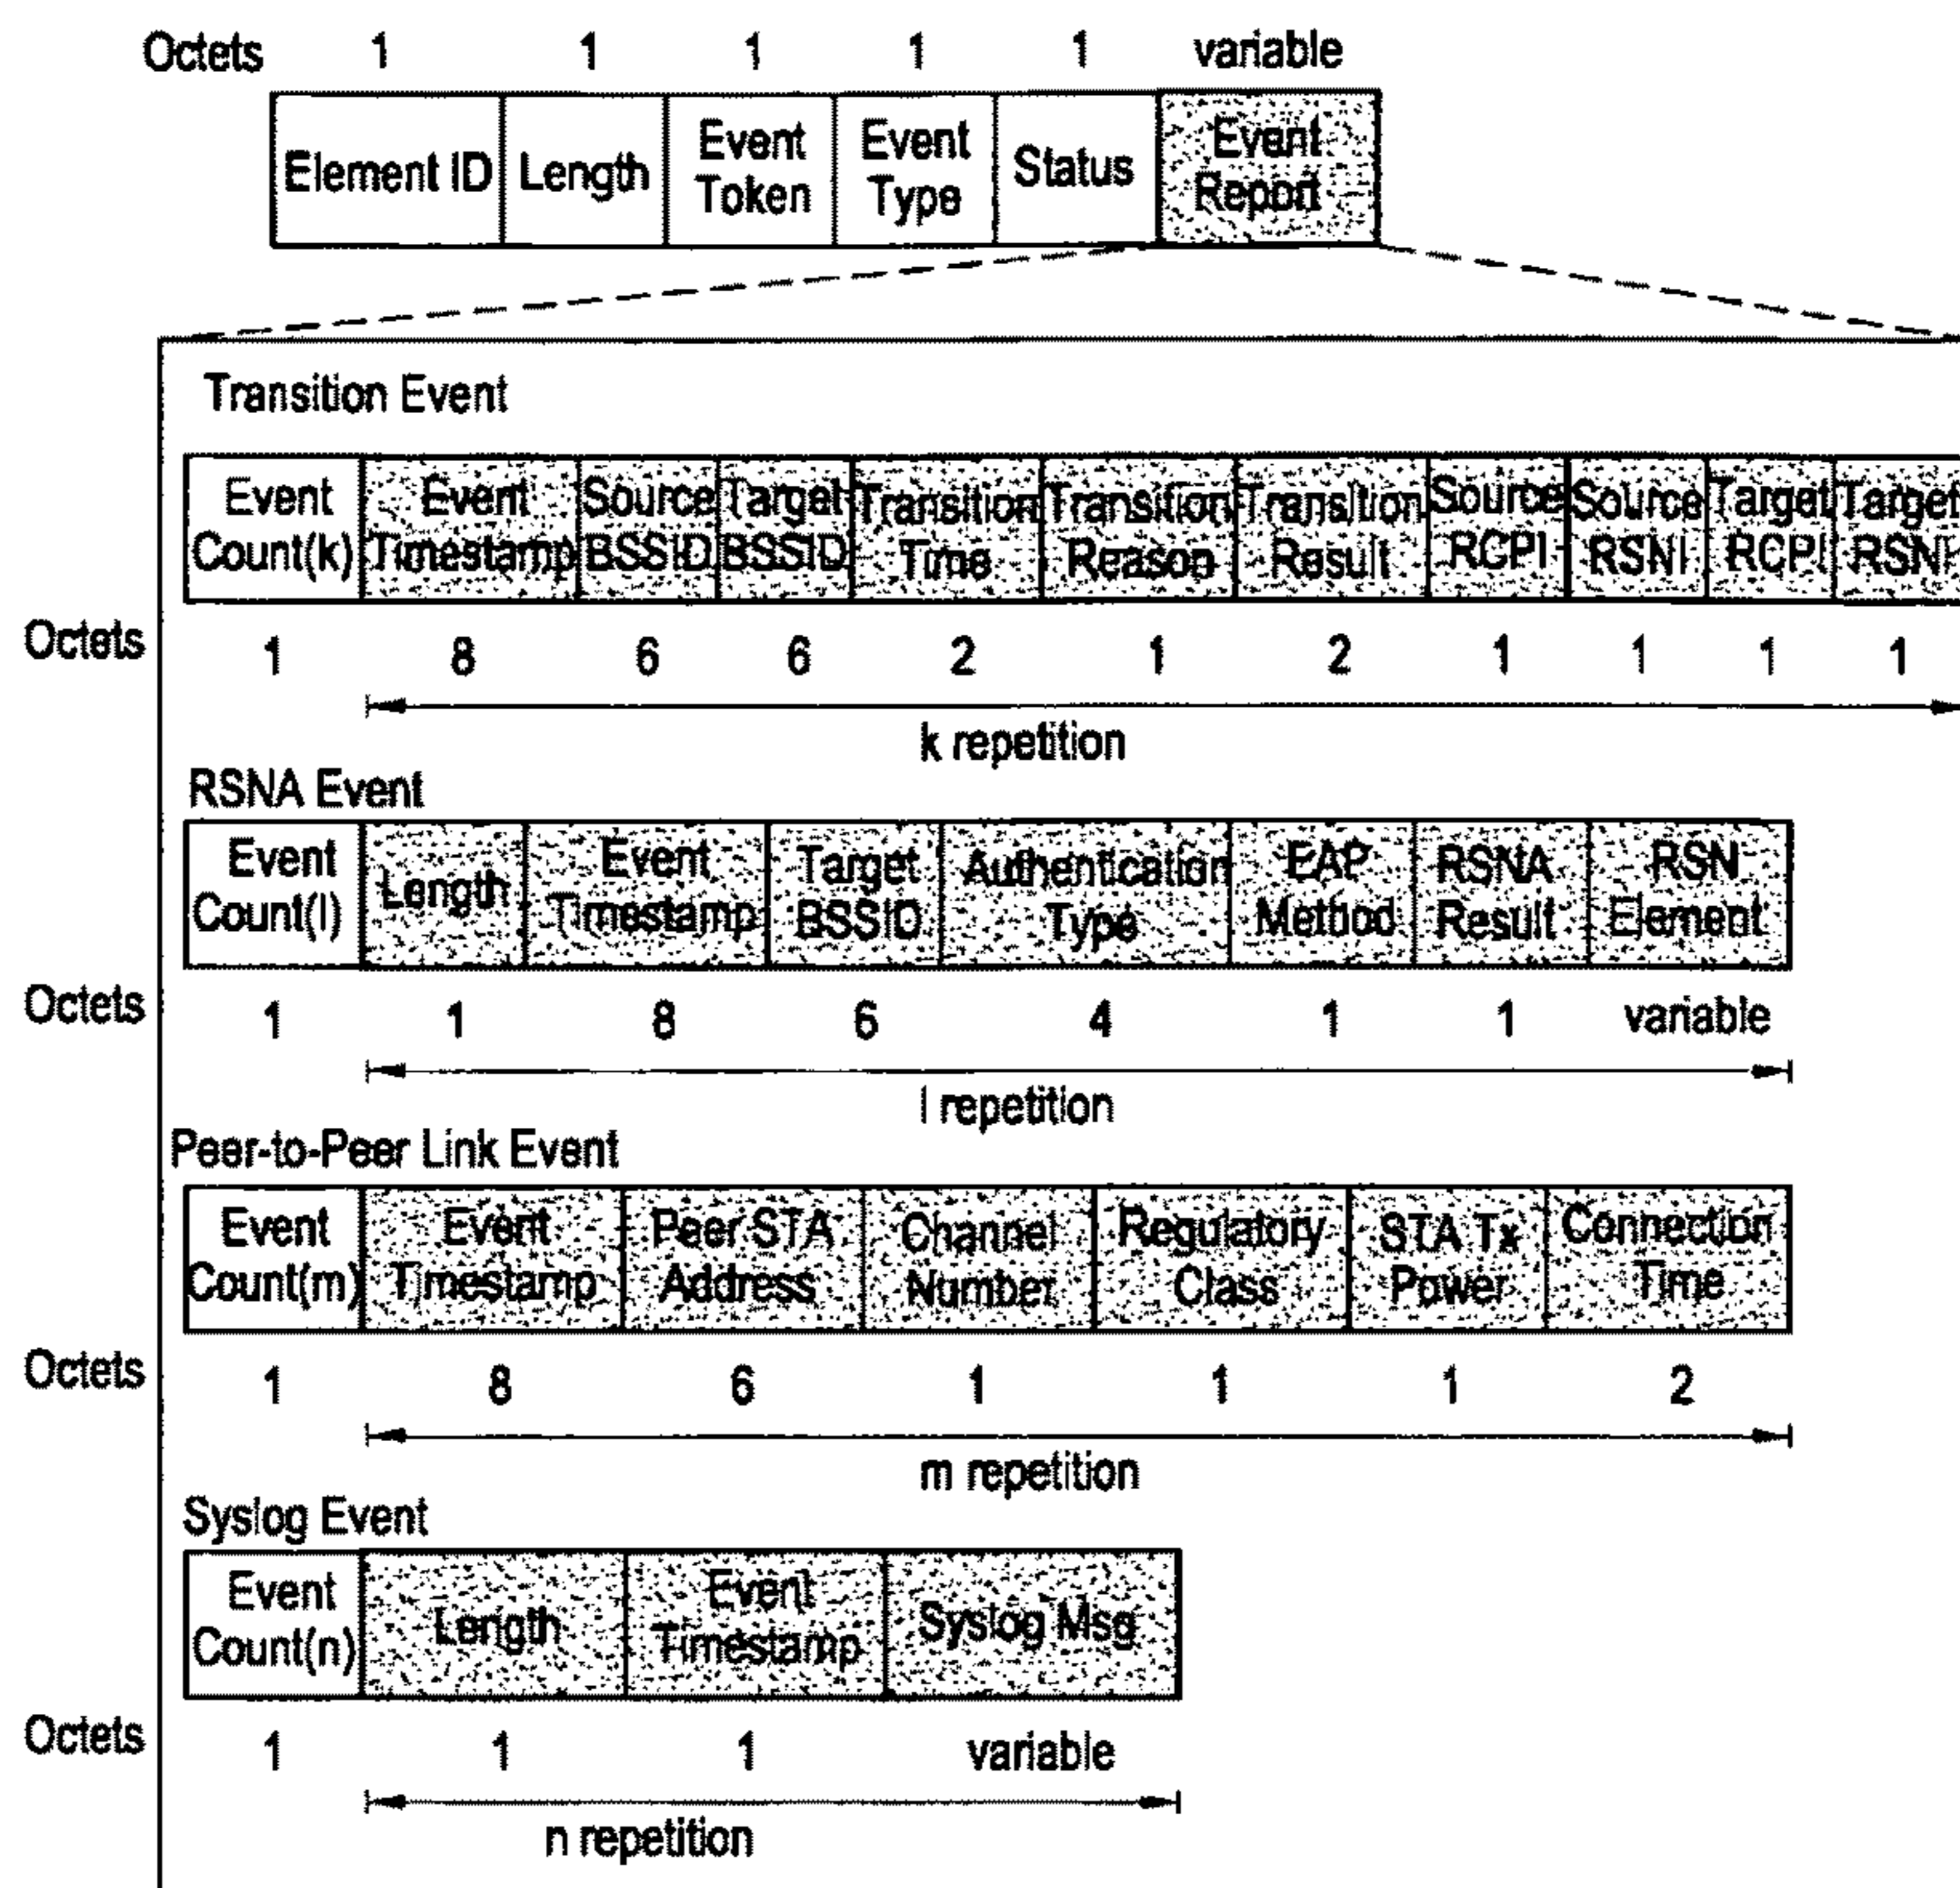 Octets 1 1 1 1 1 variable
Element ID Length Event Token Event Type Status Event Report
Transition Event
Event Count(k) Event Timestamp Source BSSID Target BSSID Transition Time Transition Reason Transition Result Source RCPI Source RSNI Target RCPI Target RSNI
Octets 1 8 6 6 2 1 2 1 1 1 1
k repetition
RSNA Event
Event Count(l) Length Event Timestamp Target BSSID Authentication Type EAP Method RSNA Result RSN Element
Octets 1 1 8 6 4 1 1 variable
l repetition
Peer-to-Peer Link Event
Event Count(m) Event Timestamp Peer STA Address Channel Number Regulatory Class STA Tx Power Connection Time
Octets 1 8 6 1 1 1 2
m repetition
Syslog Event
Event Count(n) Length Event Timestamp Syslog Msg
Octets 1 1 1 variable
n repetition